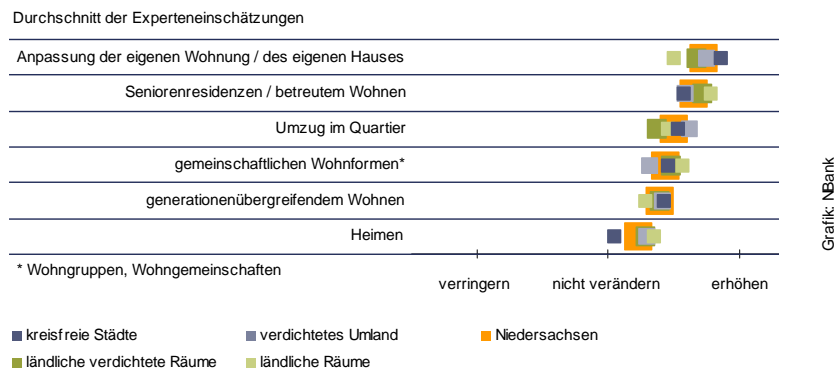 Durchschnitt der Experteneinschätzungen
Anpassung der eigenen Wohnung / des eigenen Hauses
Seniorenresidenzen / betreutem Wohnen
Umzug im Quartier
gemeinschaftlichen Wohnformen*
generationenübergreifendem Wohnen
Heimen
* Wohngruppen, Wohngemeinschaften
verringern nicht verändern erhöhen
kreisfreie Städte verdichtetes Umland Niedersachsen
ländliche verdichtete Räume ländliche Räume
Grafik: NBank